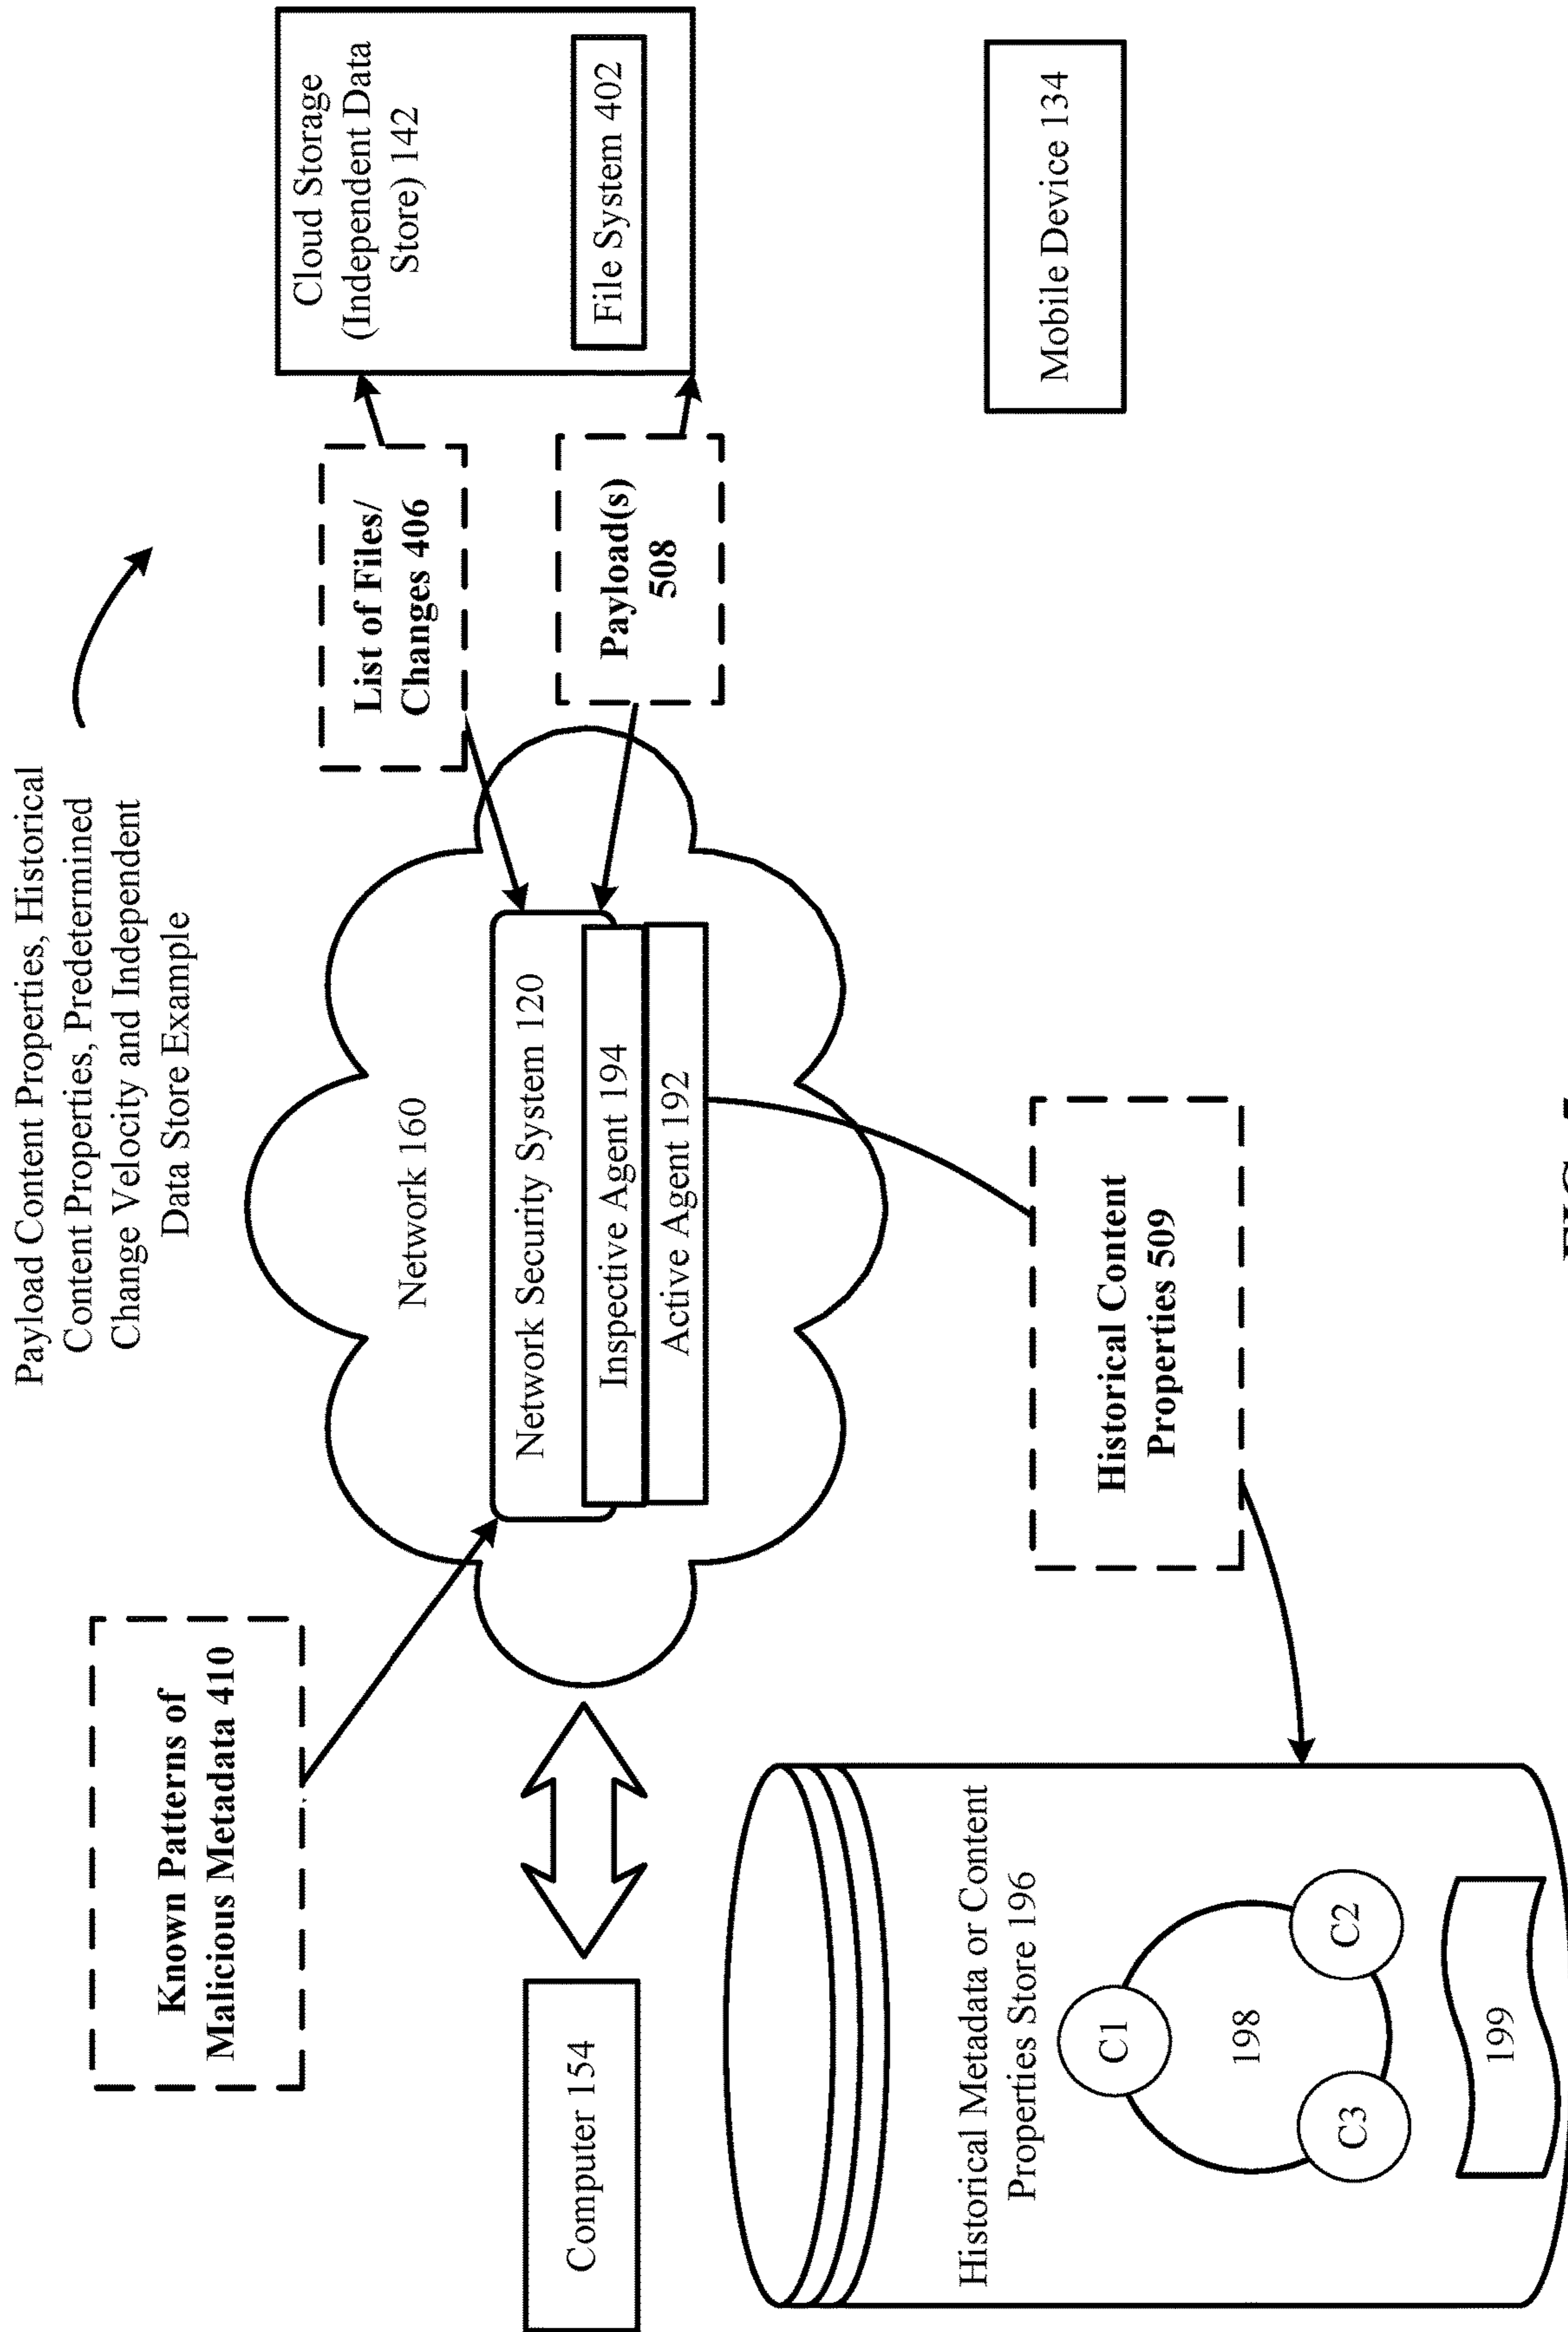 Payload Content Properties, Historical
Content Properties, Predetermined
Change Velocity and Independent
Data Store Example
Known Patterns of
Malicious Metadata 410
List of Files/
Changes 406
Cloud Storage
(Independent Data
Store) 142
File System 402
Payload(s)
508
Network 160
Network Security System 120
Inspective Agent 194
Active Agent 192
Computer 154
Mobile Device 134
Historical Content
Properties 509
Historical Metadata or Content
Properties Store 196
C1
198
C2
C3
199